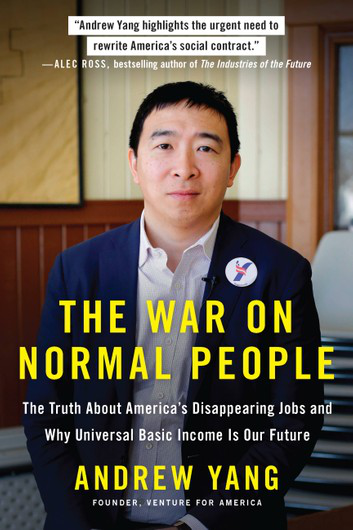 “Andrew Yang highlights the urgent need to
rewrite America’s social contract.”
—ALEC ROSS, bestselling author of The Industries of the Future
THE WAR ON
NORMAL PEOPLE
The Truth About America’s Disappearing Jobs and
Why Universal Basic Income Is Our Future
ANDREW YANG
FOUNDER, VENTURE FOR AMERICA